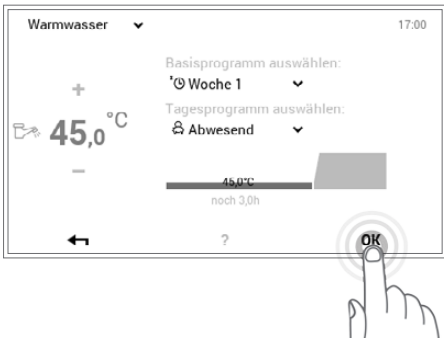 Warmwasser
17:00
Basisprogramm auswählen:
Woche 1
Tagesprogramm auswählen:
Abwesend
+
45,0°C
−
45,0°C
noch 3,0h
?
OK